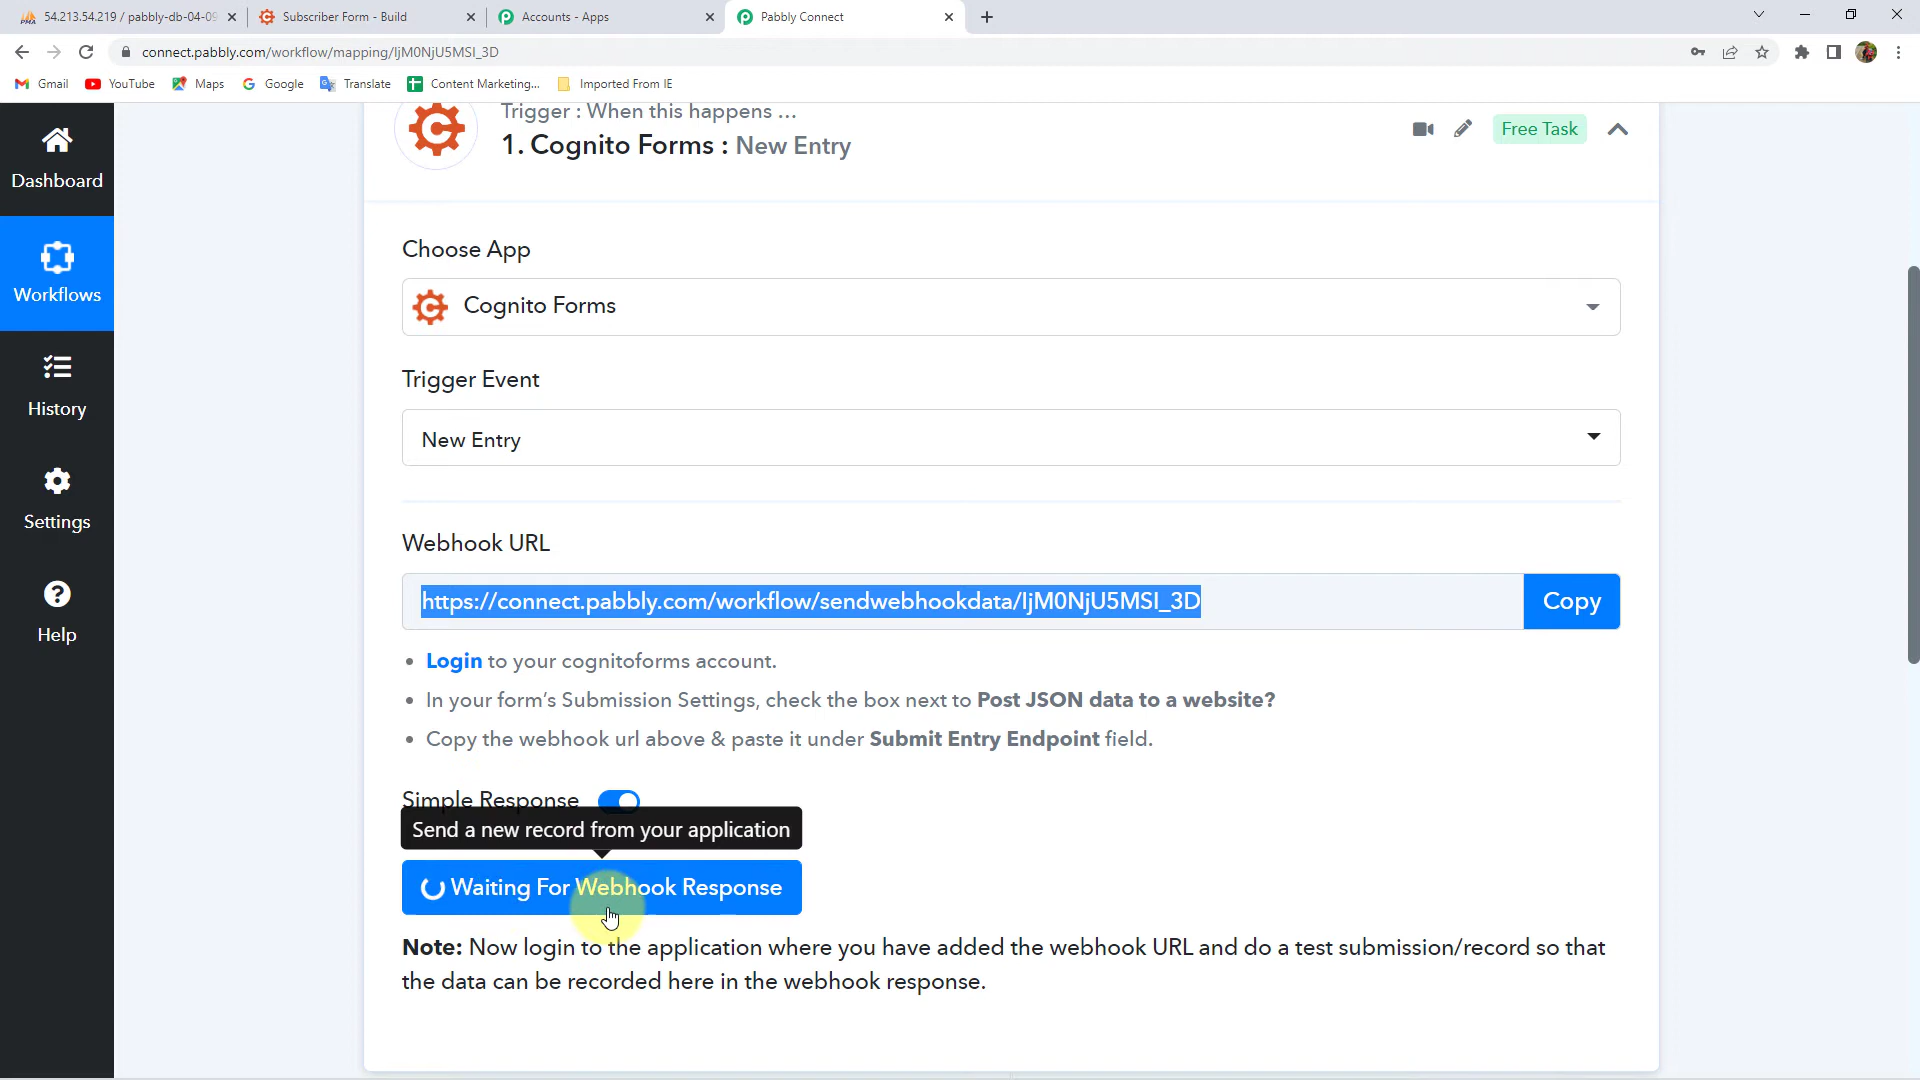 54.213.54.219 / pabbly-db-04-09
Subscriber Form - Build
Accounts - Apps
Pabbly Connect
connect.pabbly.com/workflow/mapping/IjM0NjU5MSI_3D
Gmail
YouTube
Maps
Google
Translate
Content Marketing...
Imported From IE
Dashboard
Workflows
History
Settings
Help
Trigger : When this happens ...
1. Cognito Forms : New Entry
Free Task
Choose App
Cognito Forms
Trigger Event
New Entry
Webhook URL
https://connect.pabbly.com/workflow/sendwebhookdata/IjM0NjU5MSI_3D
Copy
Login to your cognitoforms account.
In your form’s Submission Settings, check the box next to Post JSON data to a website?
Copy the webhook url above & paste it under Submit Entry Endpoint field.
Simple Response
Send a new record from your application
Waiting For Webhook Response
Note: Now login to the application where you have added the webhook URL and do a test submission/record so that
the data can be recorded here in the webhook response.